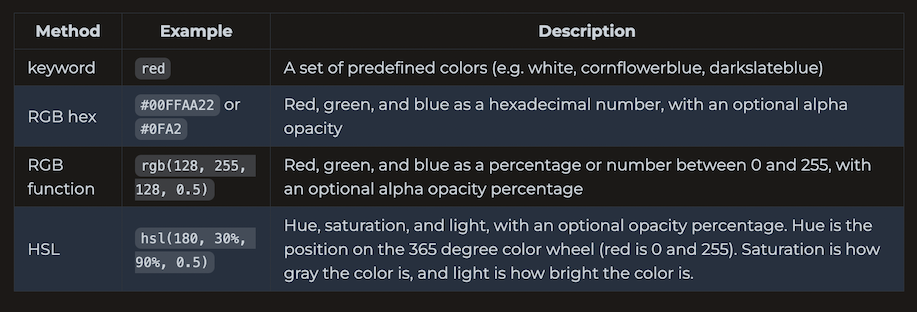 Method Example Description
keyword red A set of predefined colors (e.g. white, cornflowerblue, darkslateblue)
RGB hex
#00FFAA22 or
#0FA2
Red, green, and blue as a hexadecimal number, with an optional alpha
opacity
RGB
function
rgb(128, 255,
128, 0.5)
Red, green, and blue as a percentage or number between 0 and 255, with
an optional alpha opacity percentage
HSL
hsl(180, 30%,
90%, 0.5)
Hue, saturation, and light, with an optional opacity percentage. Hue is the
position on the 365 degree color wheel (red is 0 and 255). Saturation is how
gray the color is, and light is how bright the color is.